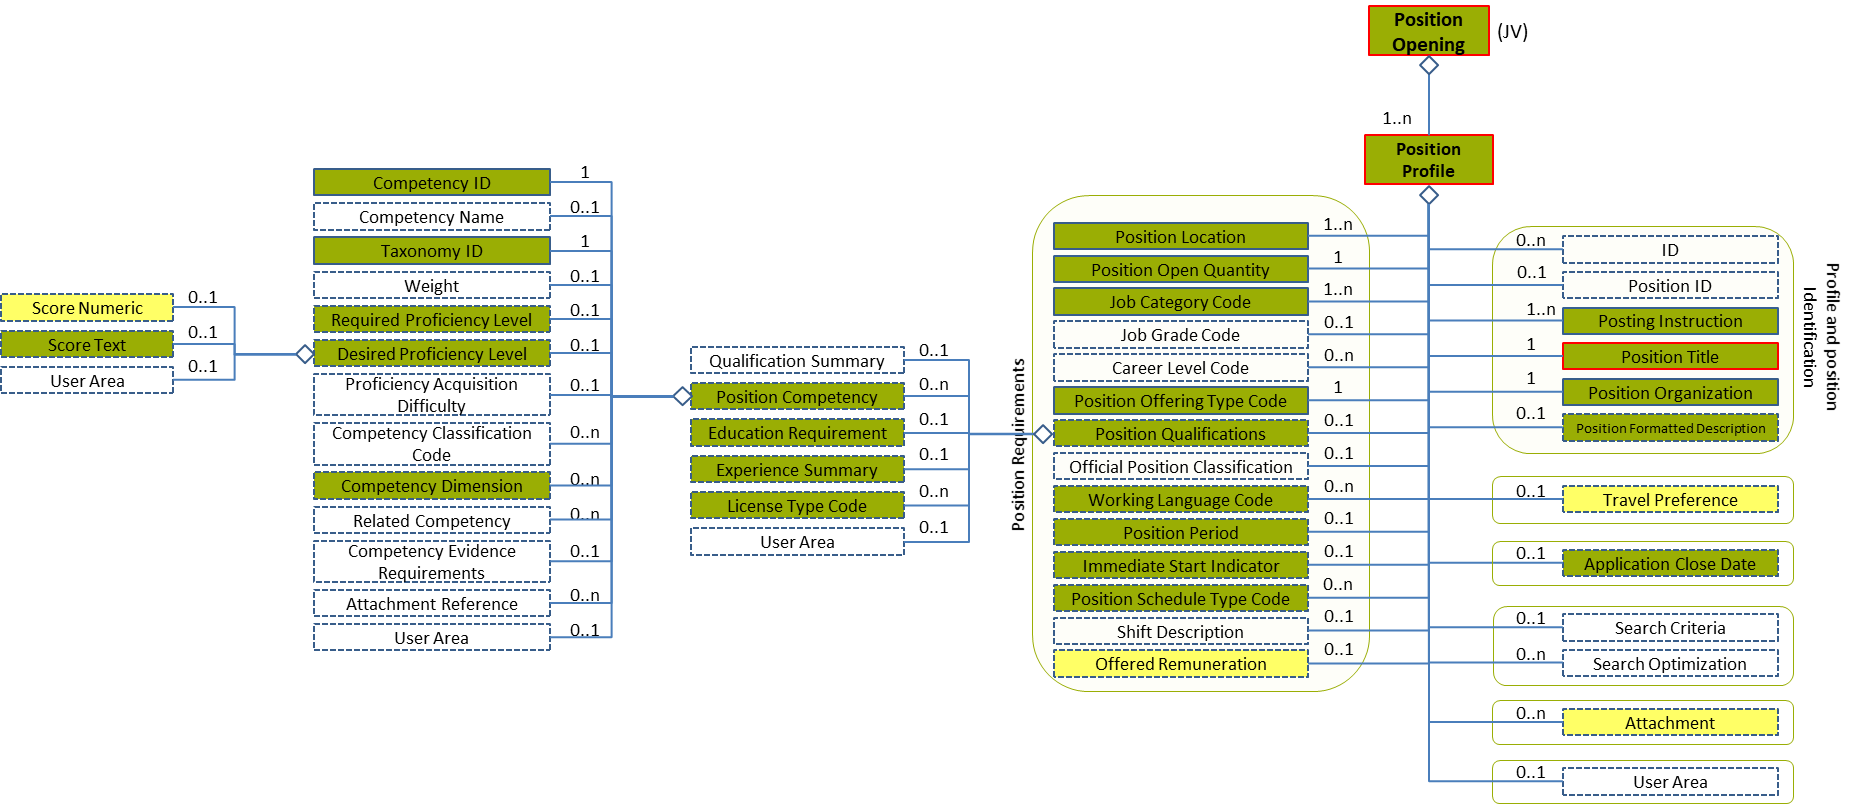 Position
Opening
(JV)
1..n
Position
Profile
Score Numeric
0..1
Score Text
0..1
User Area
0..1
Competency ID
1
Competency Name
0..1
Taxonomy ID
1
Weight
0..1
Required Proficiency Level
0..1
Desired Proficiency Level
0..1
Proficiency Acquisition
Difficulty
0..1
Competency Classification
Code
0..n
Competency Dimension
0..n
Related Competency
0..n
Competency Evidence
Requirements
0..1
Attachment Reference
0..n
User Area
0..1
Qualification Summary
0..1
Position Competency
0..n
Education Requirement
0..1
Experience Summary
0..1
License Type Code
0..n
User Area
0..1
Position Requirements
Position Location
1..n
Position Open Quantity
1
Job Category Code
1..n
Job Grade Code
0..1
Career Level Code
0..n
Position Offering Type Code
1
Position Qualifications
0..1
Official Position Classification
0..1
Working Language Code
0..n
Position Period
0..1
Immediate Start Indicator
0..1
Position Schedule Type Code
0..n
Shift Description
0..1
Offered Remuneration
0..1
Profile and position
Identification
0..n
ID
0..1
Position ID
1..n
Posting Instruction
1
Position Title
1
Position Organization
0..1
Position Formatted Description
0..1
Travel Preference
0..1
Application Close Date
0..1
Search Criteria
0..n
Search Optimization
0..n
Attachment
0..1
User Area